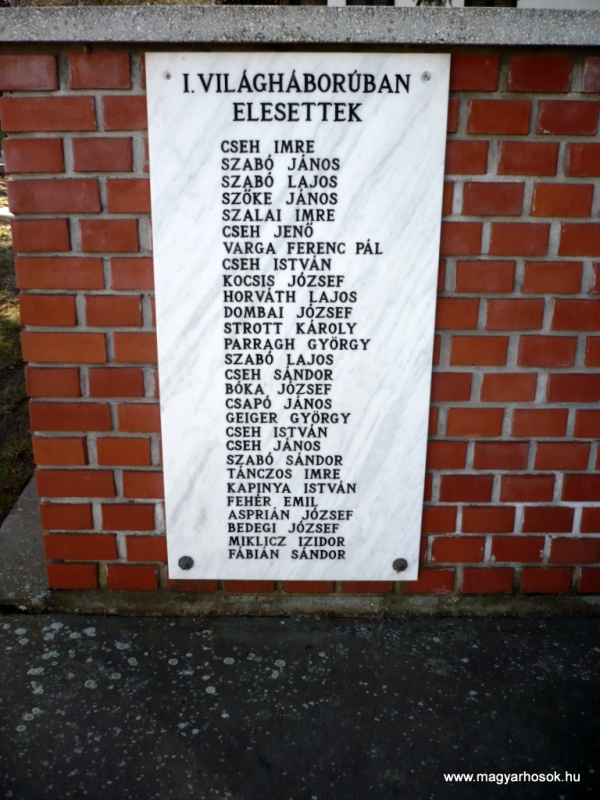 I. VILÁGHÁBORÚBAN
ELESETTEK
CSEH IMRE
SZABÓ JÁNOS
SZABÓ LAJOS
SZŐKE JÁNOS
SZALAI IMRE
CSEH JENŐ
VARGA FERENC PÁL
CSEH ISTVÁN
KOCSIS JÓZSEF
HORVÁTH LAJOS
DOMBAI JÓZSEF
STROTT KÁROLY
PARRAGH GYÖRGY
SZABÓ LAJOS
CSEH SÁNDOR
BÓKA JÓZSEF
CSAPÓ JÁNOS
GEIGER GYÖRGY
CSEH ISTVÁN
CSEH JÁNOS
SZABÓ SÁNDOR
TÁNCZOS IMRE
KAPINYA ISTVÁN
FEHÉR EMIL
ASPRIÁN JÓZSEF
BEDEGI JÓZSEF
MIKLICZ IZIDOR
FÁBIÁN SÁNDOR
www.magyarhosok.hu